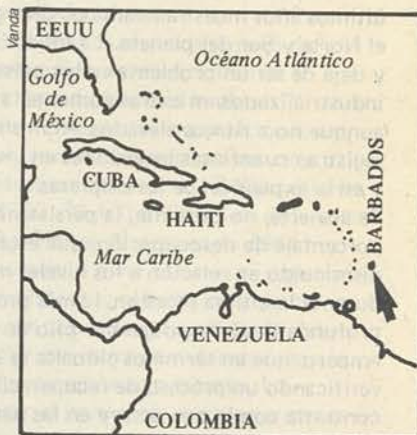 Vanda
EEUU
Océano Atlántico
Golfo
de
México
CUBA
HAITI
BARBADOS
Mar Caribe
VENEZUELA
COLOMBIA